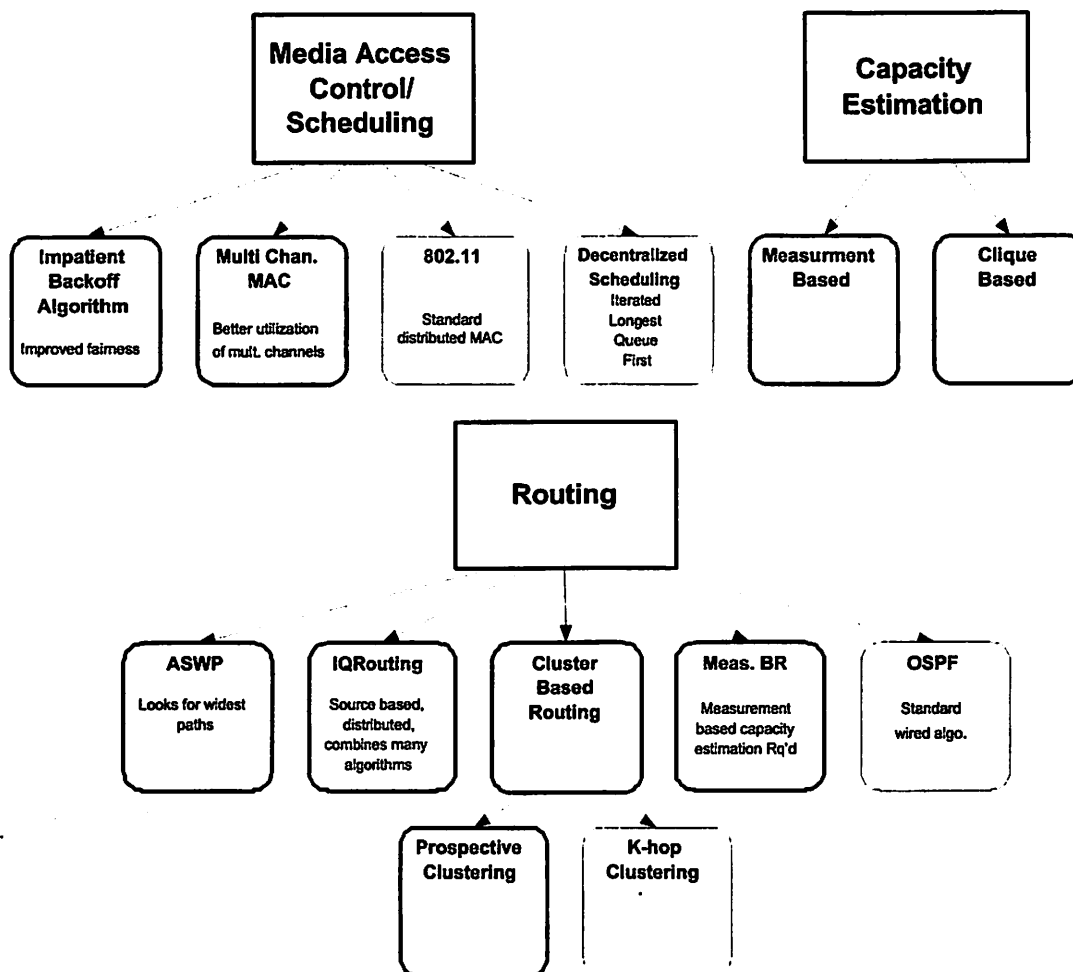 Media Access
Control/
Scheduling
Capacity
Estimation
Impatient
Backoff
Algorithm
Improved fairness
Multi Chan.
MAC
Better utilization
of mult. channels
802.11
Standard
distributed MAC
Decentralized
Scheduling
Iterated
Longest
Queue
First
Measurment
Based
Clique
Based
Routing
ASWP
Looks for widest
paths
IQRouting
Source based,
distributed,
combines many
algorithms
Cluster
Based
Routing
Meas. BR
Measurement
based capacity
estimation Rq'd
OSPF
Standard
wired algo.
Prospective
Clustering
K-hop
Clustering